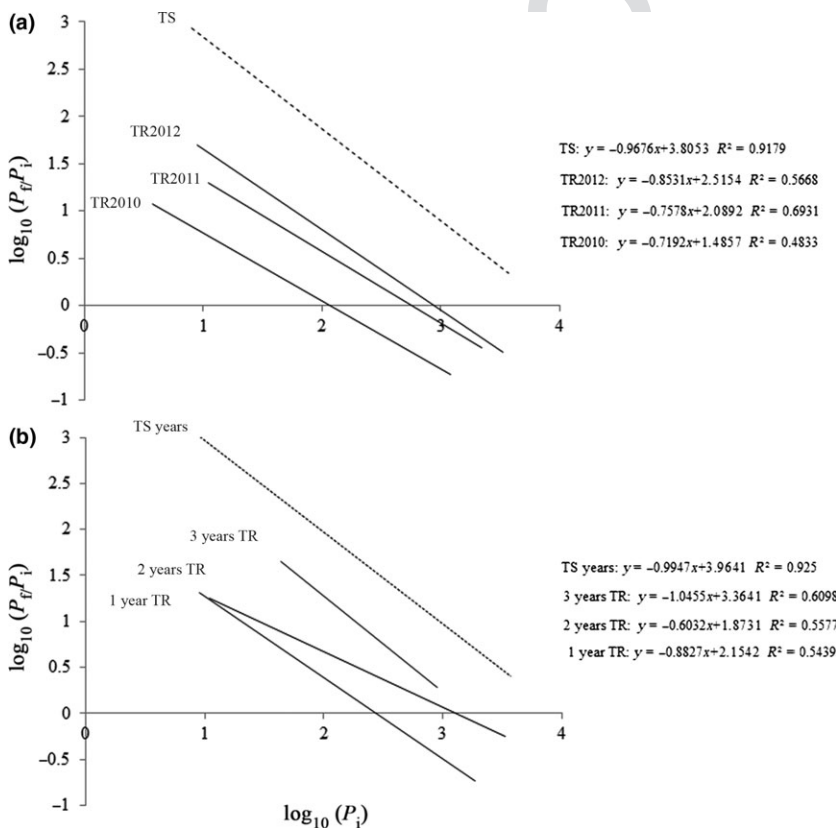 (a)
3
2.5
2
1.5
1
0.5
0
−0.5
−1
log10 (Pf/Pi)
0
1
2
3
4
TS
TR2012
TR2011
TR2010
TS: y = −0.9676x+3.8053 R² = 0.9179
TR2012: y = −0.8531x+2.5154 R² = 0.5668
TR2011: y = −0.7578x+2.0892 R² = 0.6931
TR2010: y = −0.7192x+1.4857 R² = 0.4833
(b)
3
2.5
2
1.5
1
0.5
0
−0.5
−1
log10 (Pf/Pi)
0
1
2
3
4
TS years
3 years TR
2 years TR
1 year TR
TS years: y = −0.9947x+3.9641 R² = 0.925
3 years TR: y = −1.0455x+3.3641 R² = 0.6098
2 years TR: y = −0.6032x+1.8731 R² = 0.5577
1 year TR: y = −0.8827x+2.1542 R² = 0.5439
log10 (Pi)